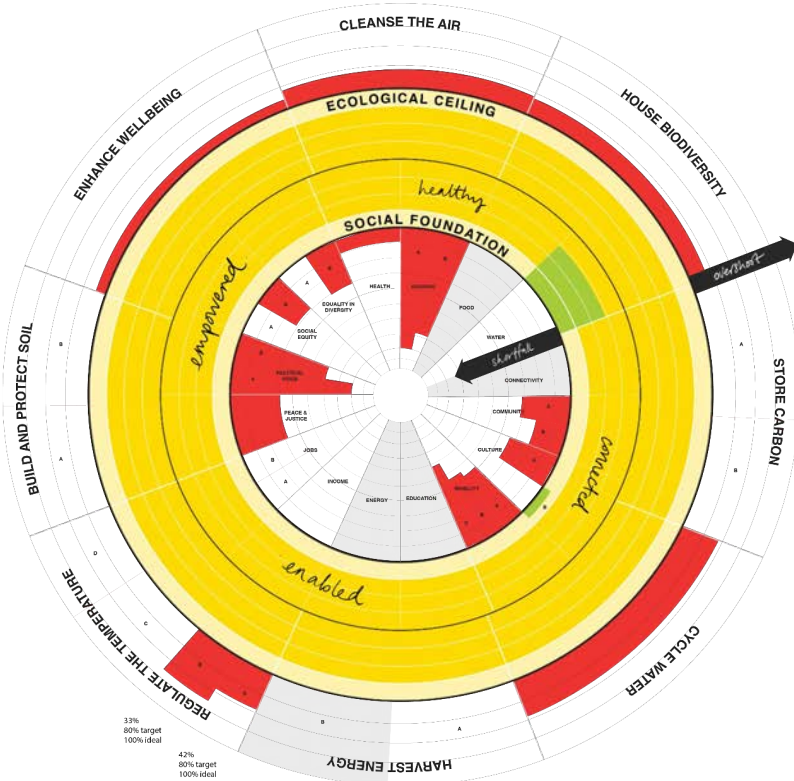 CLEANSE THE AIR
ENHANCE WELLBEING
HOUSE BIODIVERSITY
ECOLOGICAL CEILING
healthy
SOCIAL FOUNDATION
empowered
overshoot
HEALTH
HOUSING
FOOD
EQUALITY IN
DIVERSITY
WATER
SOCIAL
EQUITY
A
shortfall
POLITICAL
VOICE
CONNECTIVITY
B
A
BUILD AND PROTECT SOIL
STORE CARBON
PEACE &
JUSTICE
COMMUNITY
CULTURE
connected
JOBS
B
A
INCOME
ENERGY
EDUCATION
MOBILITY
A
B
enabled
D
C
REGULATE THE TEMPERATURE
CYCLE WATER
B
A
HARVEST ENERGY
33%
80% target
100% ideal
42%
80% target
100% ideal